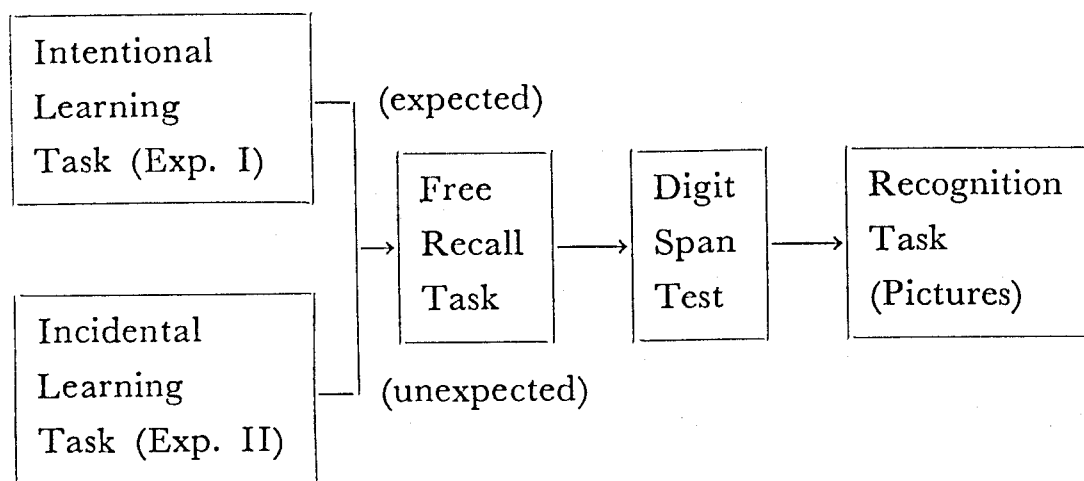 Intentional
Learning
Task (Exp. I)
(expected)
Free
Recall
Task
Digit
Span
Test
Recognition
Task
(Pictures)
Incidental
Learning
Task (Exp. II)
(unexpected)